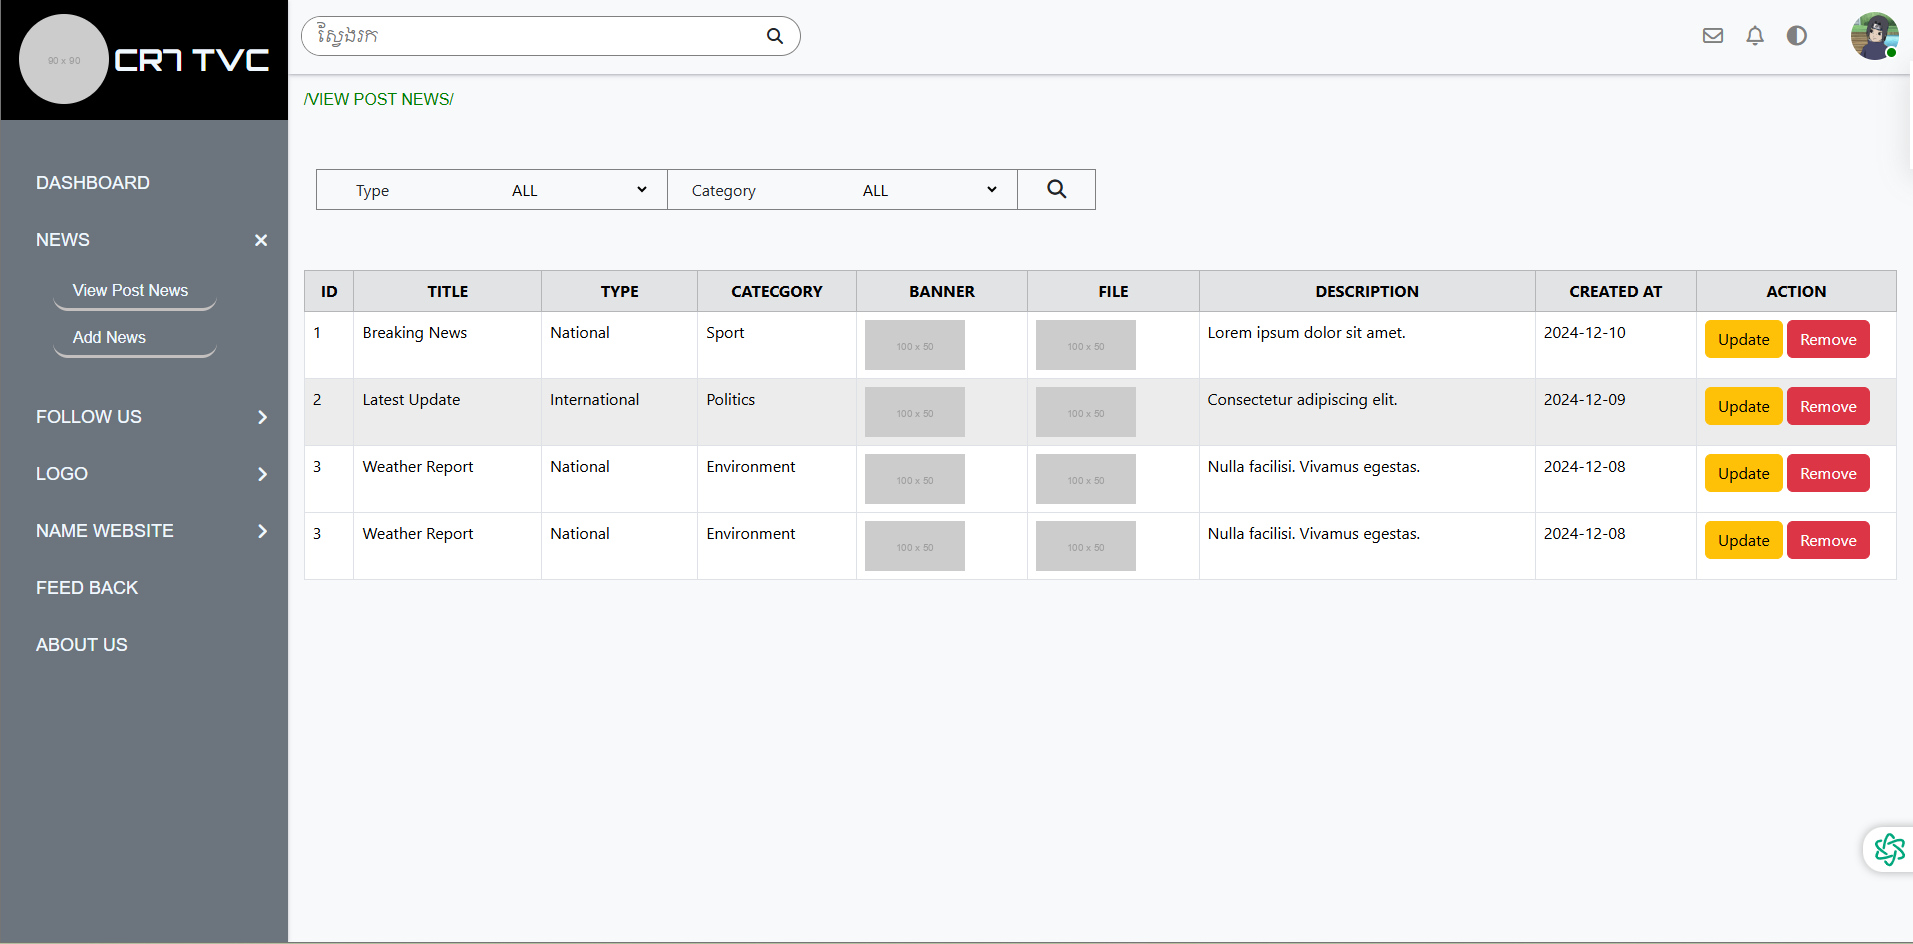 90 x 90
CR7 TVC
ស្វែងរក
/VIEW POST NEWS/
DASHBOARD
NEWS
View Post News
Add News
FOLLOW US
LOGO
NAME WEBSITE
FEED BACK
ABOUT US
Type ALL Category ALL
ID TITLE TYPE CATECGORY BANNER FILE DESCRIPTION CREATED AT ACTION
1 Breaking News National Sport 100 x 50 100 x 50 Lorem ipsum dolor sit amet. 2024-12-10 Update Remove
2 Latest Update International Politics 100 x 50 100 x 50 Consectetur adipiscing elit. 2024-12-09 Update Remove
3 Weather Report National Environment 100 x 50 100 x 50 Nulla facilisi. Vivamus egestas. 2024-12-08 Update Remove
3 Weather Report National Environment 100 x 50 100 x 50 Nulla facilisi. Vivamus egestas. 2024-12-08 Update Remove